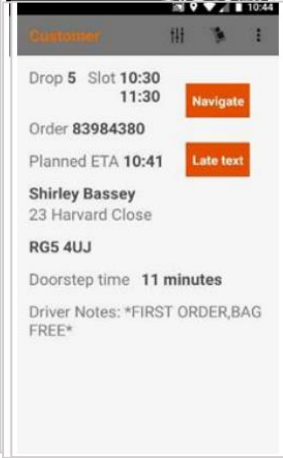 10:44
Customer
Drop 5 Slot 10:30
11:30
Navigate
Order 83984380
Planned ETA 10:41
Late text
Shirley Bassey
23 Harvard Close
RG5 4UJ
Doorstep time 11 minutes
Driver Notes: *FIRST ORDER,BAG
FREE*